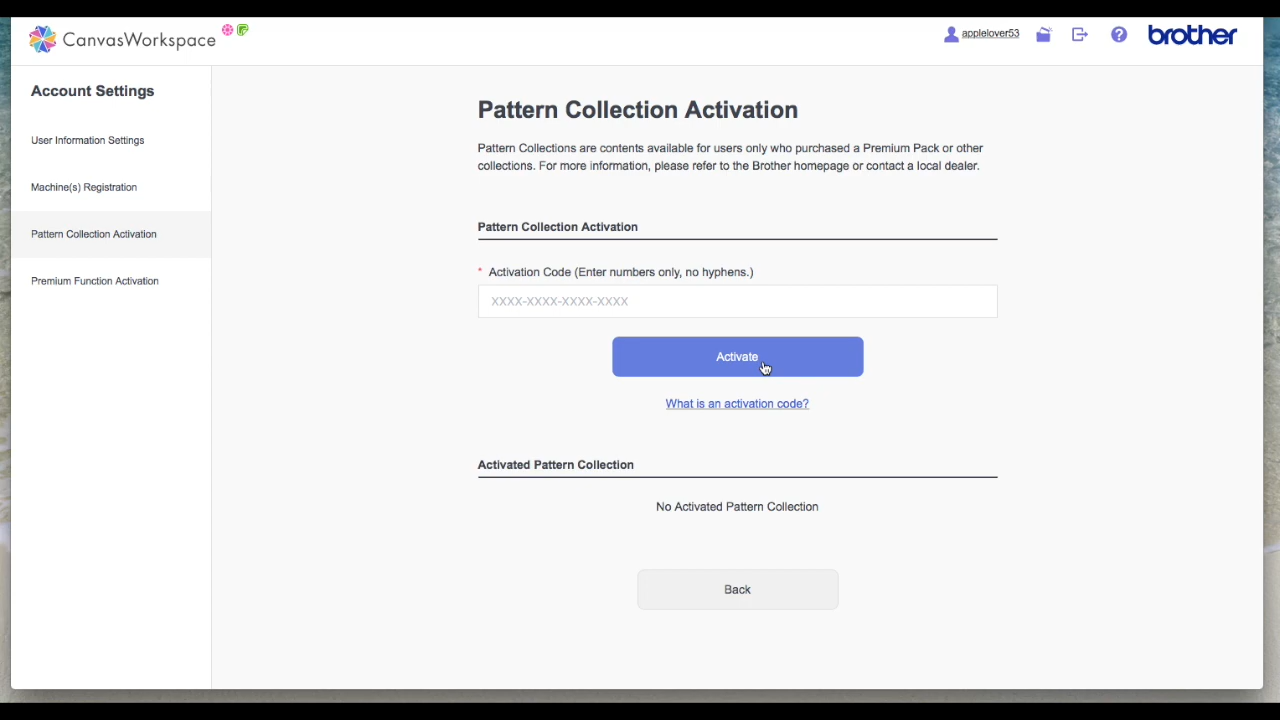 CanvasWorkspace
applelover53
brother
Account Settings
User Information Settings
Machine(s) Registration
Pattern Collection Activation
Premium Function Activation
Pattern Collection Activation
Pattern Collections are contents available for users only who purchased a Premium Pack or other
collections. For more information, please refer to the Brother homepage or contact a local dealer.
Pattern Collection Activation
* Activation Code (Enter numbers only, no hyphens.)
XXXX-XXXX-XXXX-XXXX
Activate
What is an activation code?
Activated Pattern Collection
No Activated Pattern Collection
Back